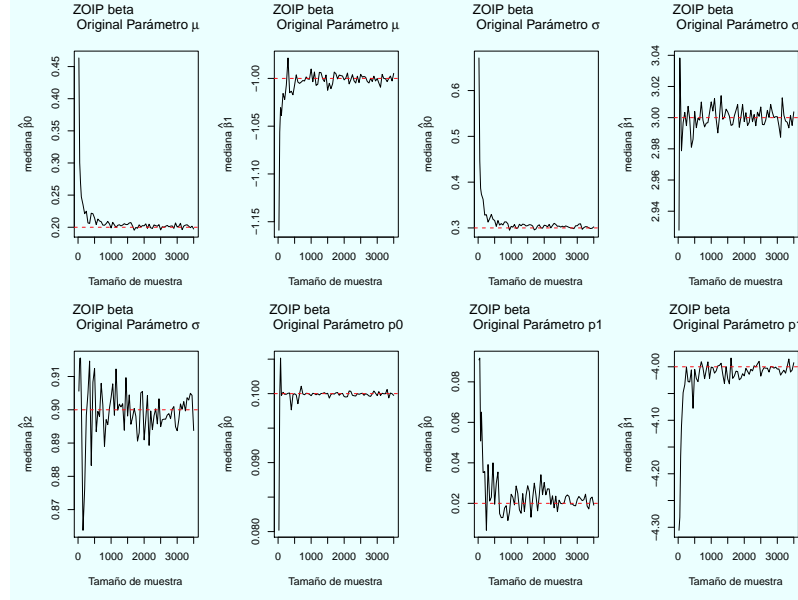 ZOIP beta
Original Parámetro μ
0.20 0.25 0.30 0.35 0.40 0.45
mediana β̂0
0 1000 3000
Tamaño de muestra
ZOIP beta
Original Parámetro μ
−1.15 −1.10 −1.05 −1.00
mediana β̂1
0 1000 3000
Tamaño de muestra
ZOIP beta
Original Parámetro σ
0.3 0.4 0.5 0.6
mediana β̂0
0 1000 3000
Tamaño de muestra
ZOIP beta
Original Parámetro σ
2.94 2.96 2.98 3.00 3.02 3.04
mediana β̂1
0 1000 3000
Tamaño de muestra
ZOIP beta
Original Parámetro σ
0.87 0.88 0.89 0.90 0.91
mediana β̂2
0 1000 3000
Tamaño de muestra
ZOIP beta
Original Parámetro p0
0.080 0.090 0.100
mediana β̂0
0 1000 3000
Tamaño de muestra
ZOIP beta
Original Parámetro p1
0.02 0.04 0.06 0.08
mediana β̂0
0 1000 3000
Tamaño de muestra
ZOIP beta
Original Parámetro p1
−4.30 −4.20 −4.10 −4.00
mediana β̂1
0 1000 3000
Tamaño de muestra